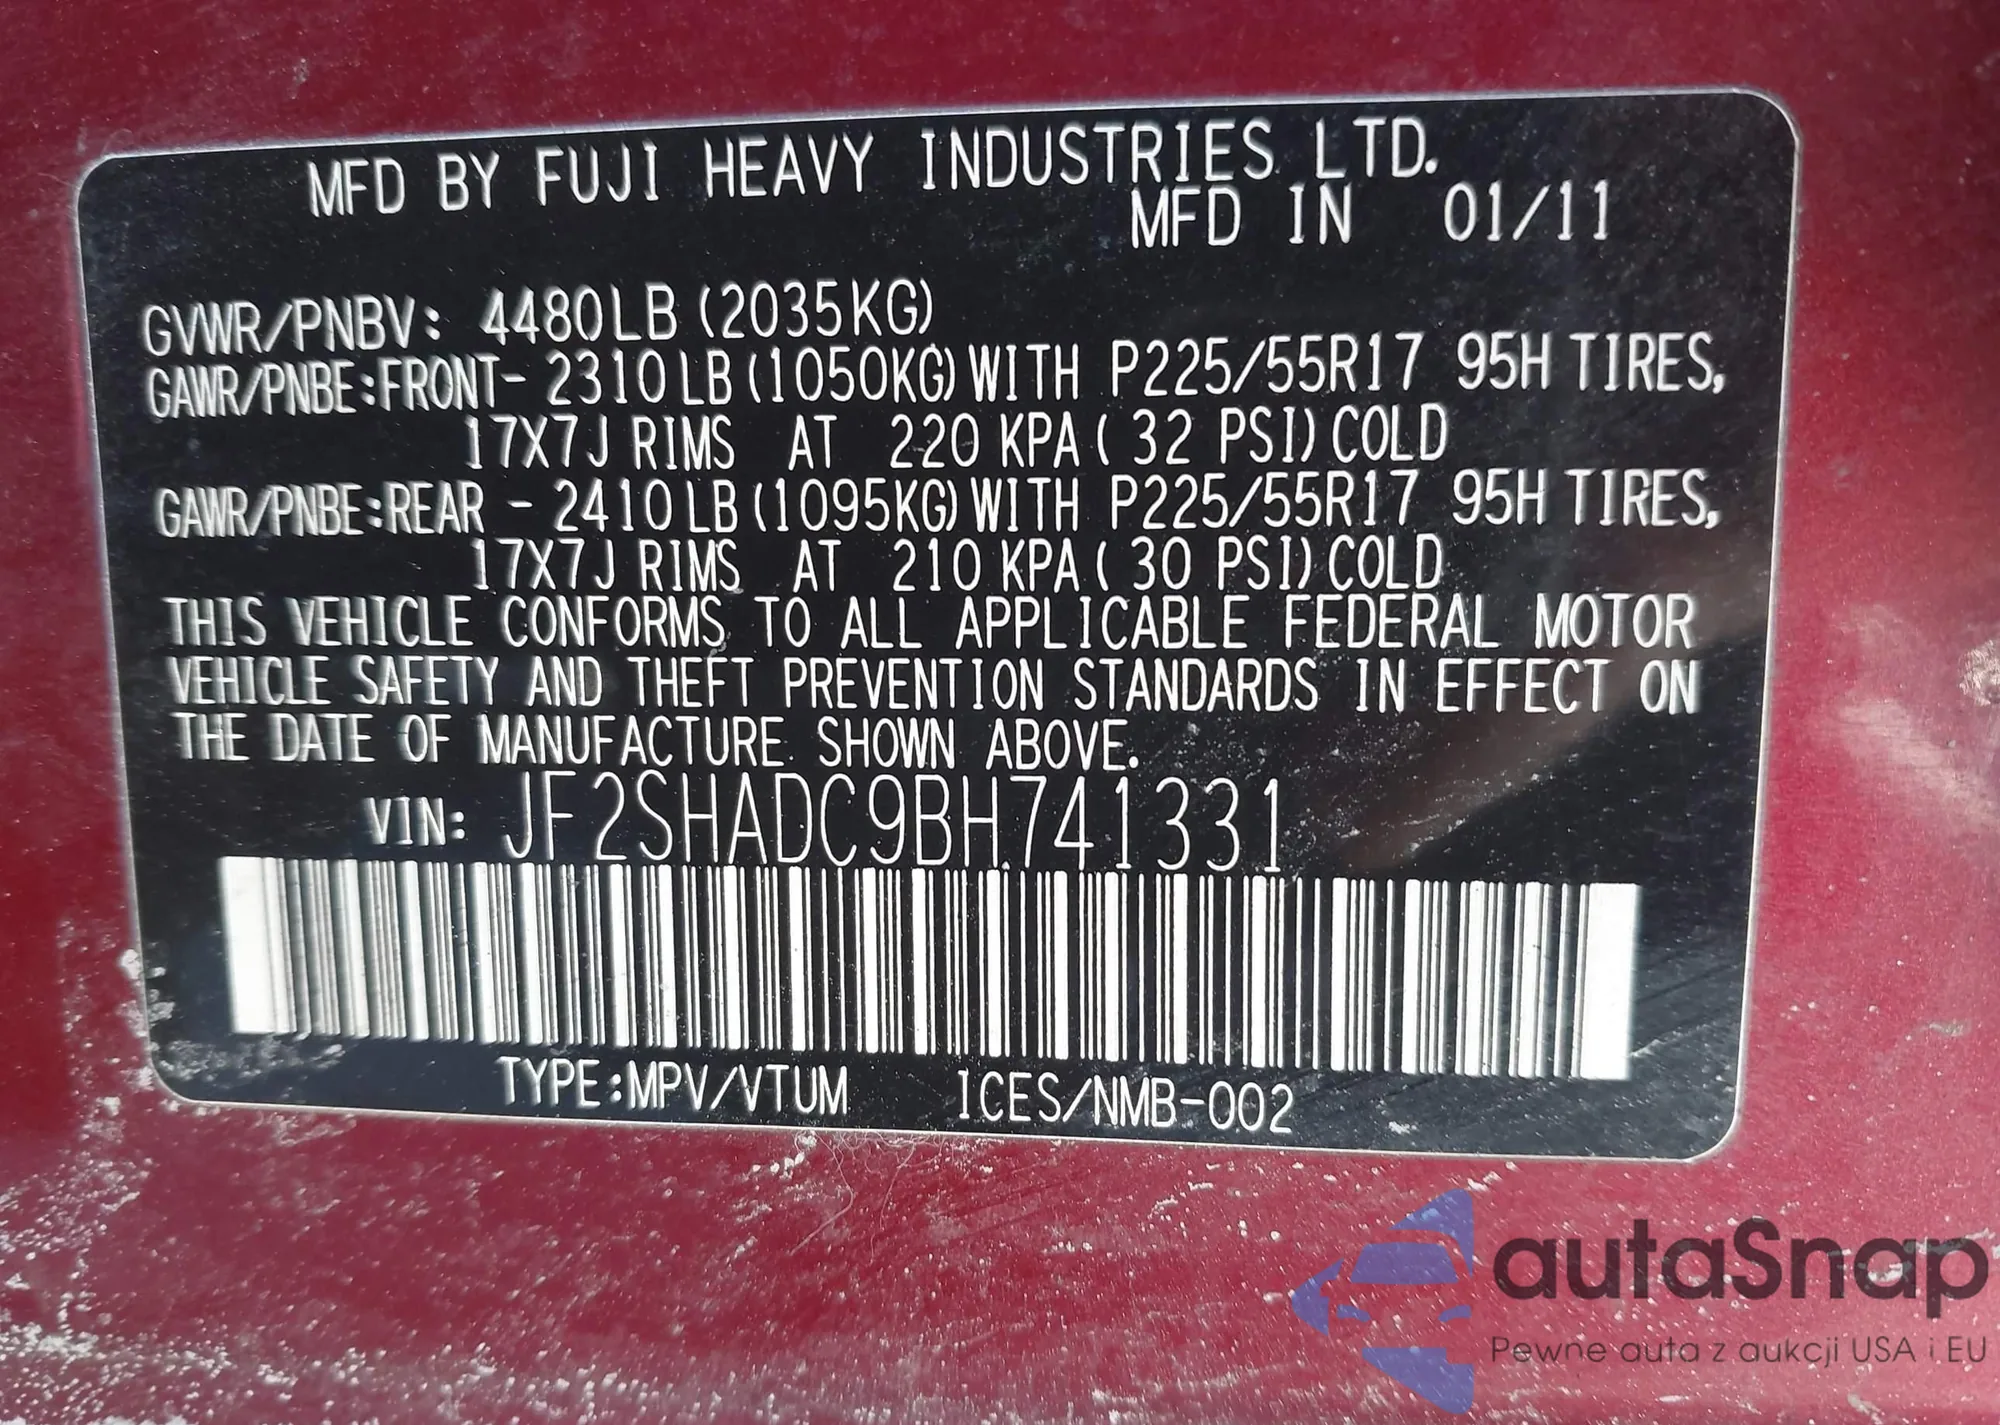 MFD BY FUJI HEAVY INDUSTRIES LTD.
MFD IN 01/11
GVWR/PNBV: 4480LB (2035KG)
GAWR/PNBE:FRONT- 2310LB (1050KG) WITH P225/55R17 95H TIRES,
17X7J RIMS AT 220 KPA ( 32 PSI) COLD
GAWR/PNBE:REAR - 2410LB (1095KG) WITH P225/55R17 95H TIRES,
17X7J RIMS AT 210 KPA ( 30 PSI) COLD
THIS VEHICLE CONFORMS TO ALL APPLICABLE FEDERAL MOTOR
VEHICLE SAFETY AND THEFT PREVENTION STANDARDS IN EFFECT ON
THE DATE OF MANUFACTURE SHOWN ABOVE.
VIN: JF2SHADC9BH741331
TYPE:MPV/VTUM ICES/NMB-002
autaSnap
Pewne auta z aukcji USA i EU